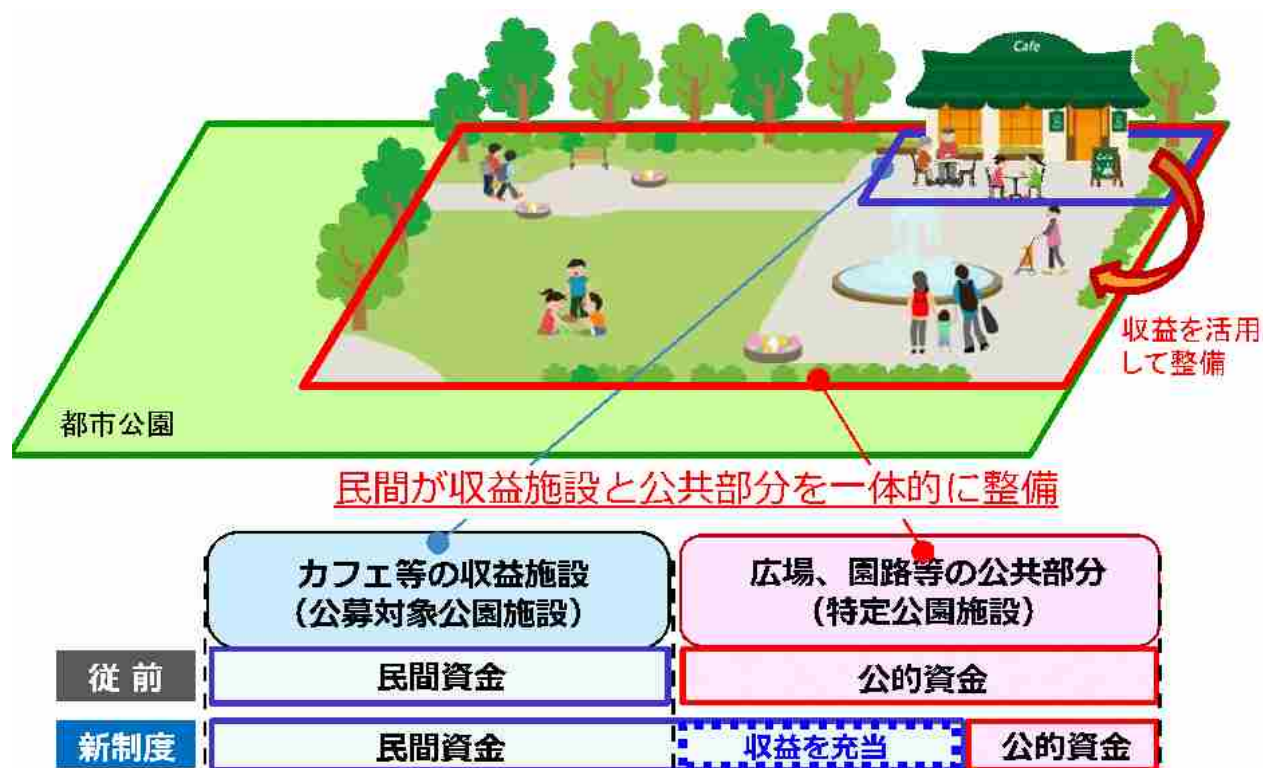 Cafe
収益を活用
して整備
都市公園
民間が収益施設と公共部分を一体的に整備
カフェ等の収益施設
（公募対象公園施設）
広場、園路等の公共部分
（特定公園施設）
従前
民間資金
公的資金
新制度
民間資金
収益を充当
公的資金